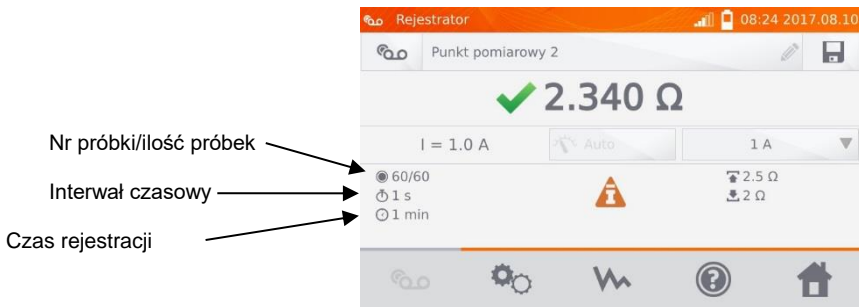 Rejestrator 08:24 2017.08.10
Punkt pomiarowy 2
2.340 Ω
I = 1.0 A Auto 1 A
Nr próbki/ilość próbek
60/60 2.5 Ω
Interwał czasowy
1 s 2 Ω
Czas rejestracji
1 min